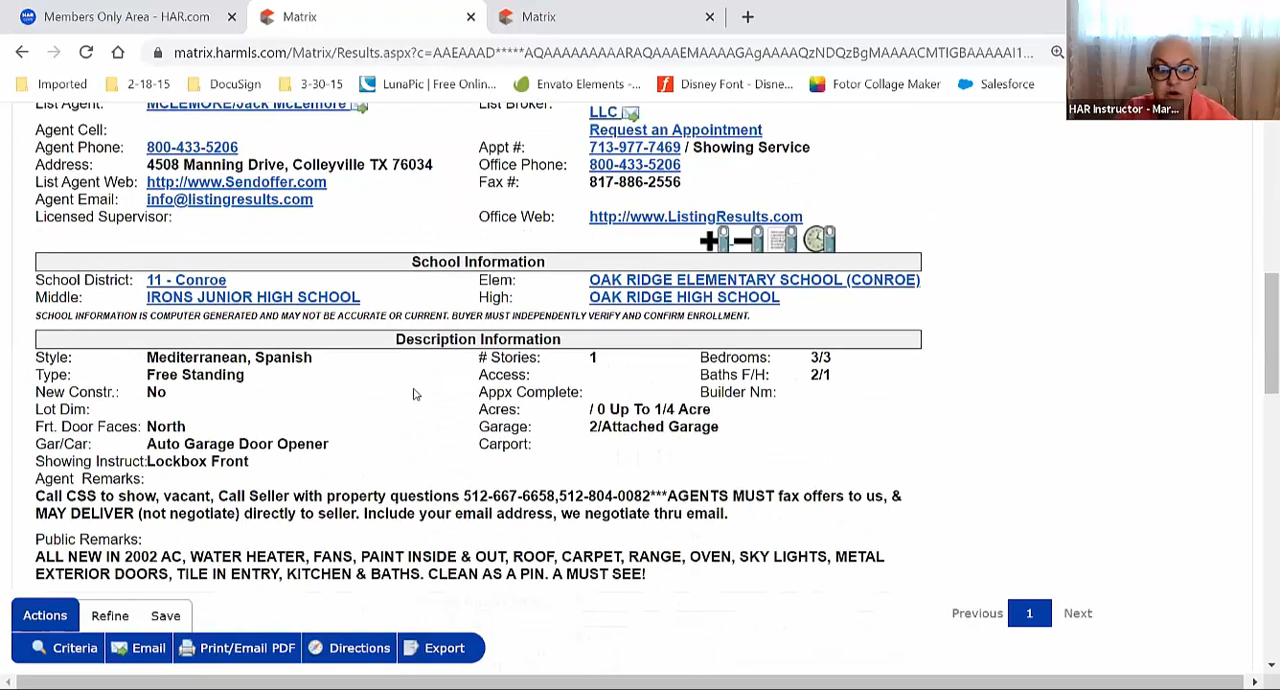 Members Only Area - HAR.com
Matrix
Matrix
matrix.harmls.com/Matrix/Results.aspx?c=AAEAAAD*****AQAAAAAAAAARAQAAAEMAAAAGAgAAAAQzNDQzBgMAAAACMTIGBAAAAAI1...
Imported
2-18-15
DocuSign
3-30-15
LunaPic | Free Onlin...
Envato Elements -...
Disney Font - Disne...
Fotor Collage Maker
Salesforce
HAR Instructor - Mar...
List Agent: MCLEMORE/Jack McLemore List Broker:
LLC
Agent Cell: Request an Appointment
Agent Phone: 800-433-5206 Appt #: 713-977-7469 / Showing Service
Address: 4508 Manning Drive, Colleyville TX 76034 Office Phone: 800-433-5206
List Agent Web: http://www.Sendoffer.com Fax #: 817-886-2556
Agent Email: info@listingresults.com
Licensed Supervisor: Office Web: http://www.ListingResults.com
School Information
School District: 11 - Conroe Elem: OAK RIDGE ELEMENTARY SCHOOL (CONROE)
Middle: IRONS JUNIOR HIGH SCHOOL High: OAK RIDGE HIGH SCHOOL
SCHOOL INFORMATION IS COMPUTER GENERATED AND MAY NOT BE ACCURATE OR CURRENT. BUYER MUST INDEPENDENTLY VERIFY AND CONFIRM ENROLLMENT.
Description Information
Style: Mediterranean, Spanish # Stories: 1 Bedrooms: 3/3
Type: Free Standing Access: Baths F/H: 2/1
New Constr.: No Appx Complete: Builder Nm:
Lot Dim: Acres: / 0 Up To 1/4 Acre
Frt. Door Faces: North Garage: 2/Attached Garage
Gar/Car: Auto Garage Door Opener Carport:
Showing Instruct: Lockbox Front
Agent Remarks:
Call CSS to show, vacant, Call Seller with property questions 512-667-6658,512-804-0082***AGENTS MUST fax offers to us, &
MAY DELIVER (not negotiate) directly to seller. Include your email address, we negotiate thru email.
Public Remarks:
ALL NEW IN 2002 AC, WATER HEATER, FANS, PAINT INSIDE & OUT, ROOF, CARPET, RANGE, OVEN, SKY LIGHTS, METAL
EXTERIOR DOORS, TILE IN ENTRY, KITCHEN & BATHS. CLEAN AS A PIN. A MUST SEE!
Actions Refine Save
Previous 1 Next
Criteria Email Print/Email PDF Directions Export